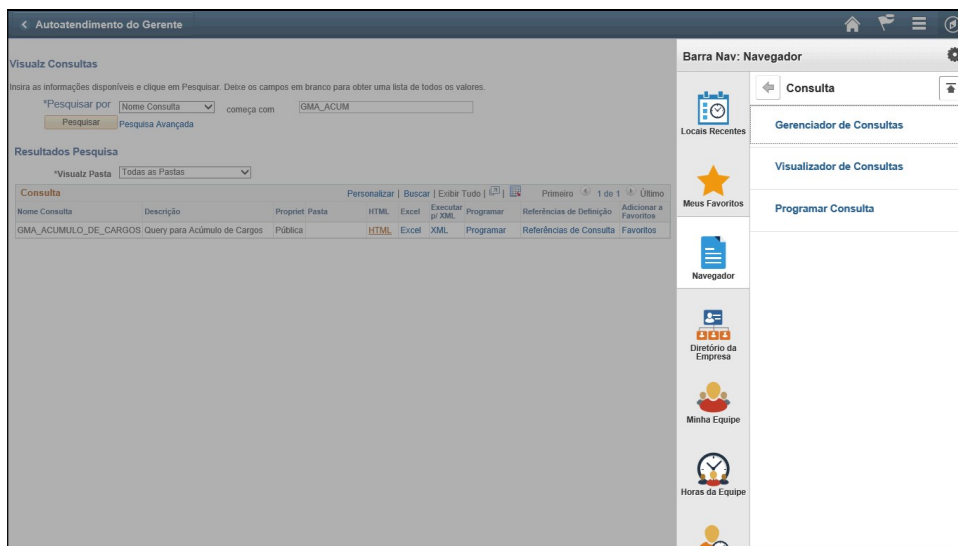 Autoatendimento do Gerente
Visualz Consultas
Insira as informações disponíveis e clique em Pesquisar. Deixe os campos em branco para obter uma lista de todos os valores.
*Pesquisar por Nome Consulta começa com GMA_ACUM
Pesquisar Pesquisa Avançada
Resultados Pesquisa
*Visualz Pasta Todas as Pastas
Consulta Personalizar | Buscar | Exibir Tudo | | Primeiro 1 de 1 Último
Nome Consulta Descrição Propriet Pasta HTML Excel Executar p/ XML Programar Referências de Definição Adicionar a Favoritos
GMA_ACUMULO_DE_CARGOS Query para Acúmulo de Cargos Pública HTML Excel XML Programar Referências de Consulta Favoritos
Barra Nav: Navegador
Locais Recentes
Meus Favoritos
Navegador
Diretório da
Empresa
Minha Equipe
Horas da Equipe
Consulta
Gerenciador de Consultas
Visualizador de Consultas
Programar Consulta